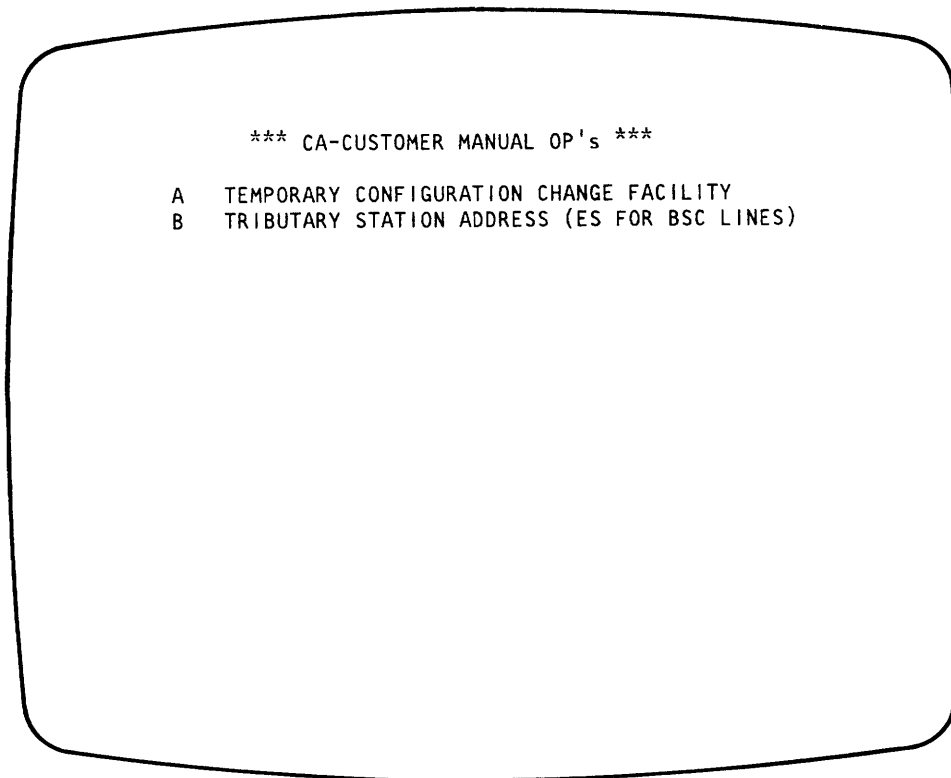 *** CA-CUSTOMER MANUAL OP's ***
A TEMPORARY CONFIGURATION CHANGE FACILITY
B TRIBUTARY STATION ADDRESS (ES FOR BSC LINES)